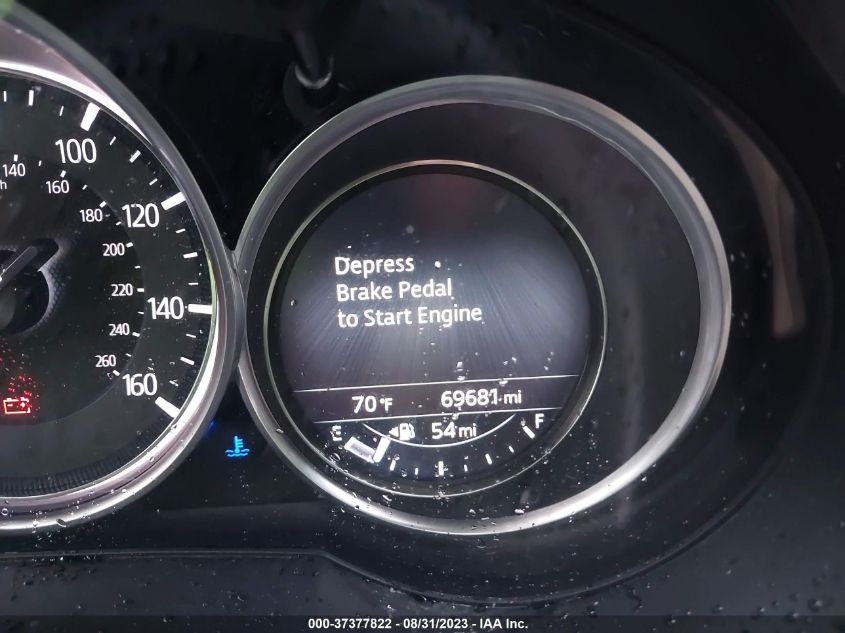 100
140
120
160
180
200
220
140
240
260
160
Depress
Brake Pedal
to Start Engine
70°F 69681 mi
E 54 mi F
000-37377822 - 08/31/2023 - IAA Inc.